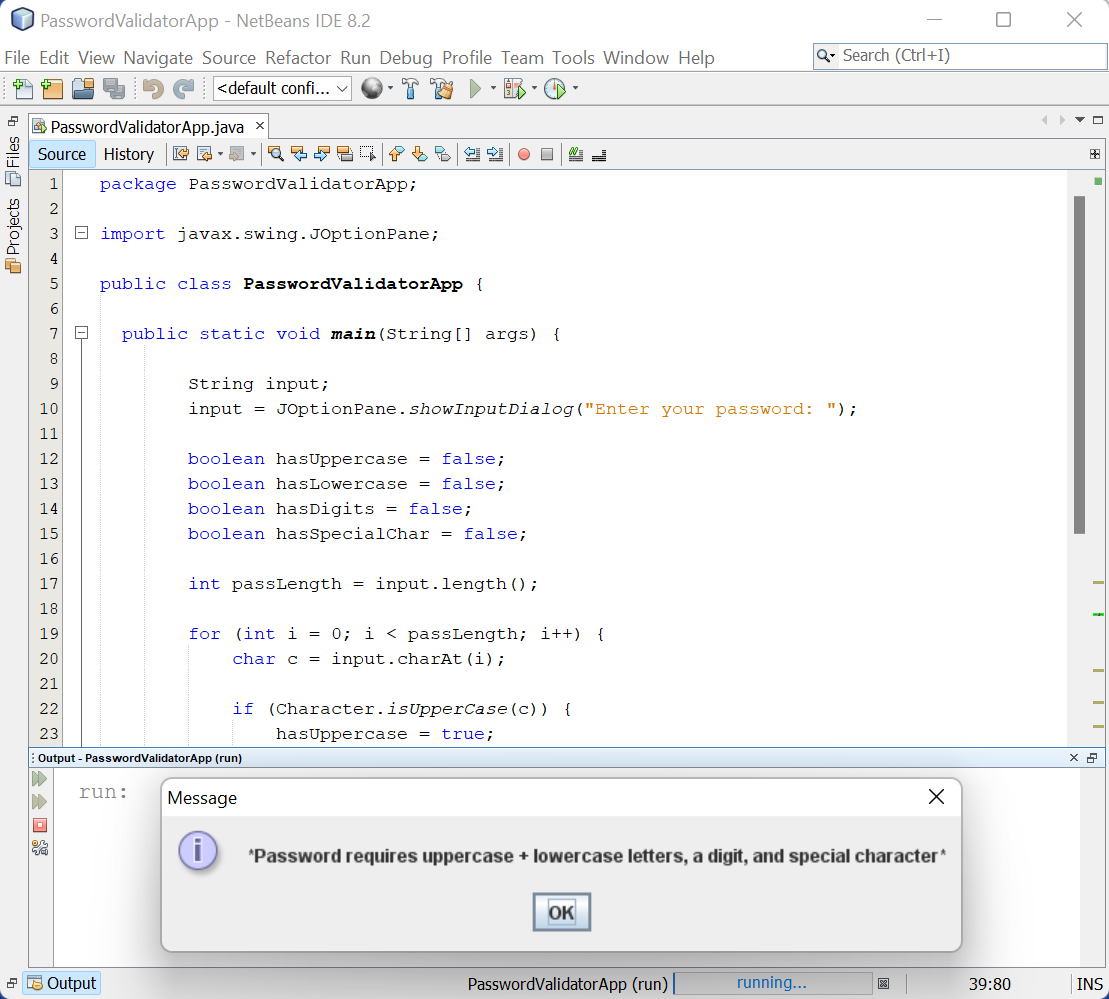 PasswordValidatorApp - NetBeans IDE 8.2
File Edit View Navigate Source Refactor Run Debug Profile Team Tools Window Help
Search (Ctrl+I)
<default confi...
PasswordValidatorApp.java
Files
Projects
Source History
1 package PasswordValidatorApp;
2
3 import javax.swing.JOptionPane;
4
5 public class PasswordValidatorApp {
6
7 public static void main(String[] args) {
8
9 String input;
10 input = JOptionPane.showInputDialog("Enter your password: ");
11
12 boolean hasUppercase = false;
13 boolean hasLowercase = false;
14 boolean hasDigits = false;
15 boolean hasSpecialChar = false;
16
17 int passLength = input.length();
18
19 for (int i = 0; i < passLength; i++) {
20 char c = input.charAt(i);
21
22 if (Character.isUpperCase(c)) {
23 hasUppercase = true;
Output - PasswordValidatorApp (run)
run:
Message
*Password requires uppercase + lowercase letters, a digit, and special character*
OK
Output
PasswordValidatorApp (run) running... 39:80 INS